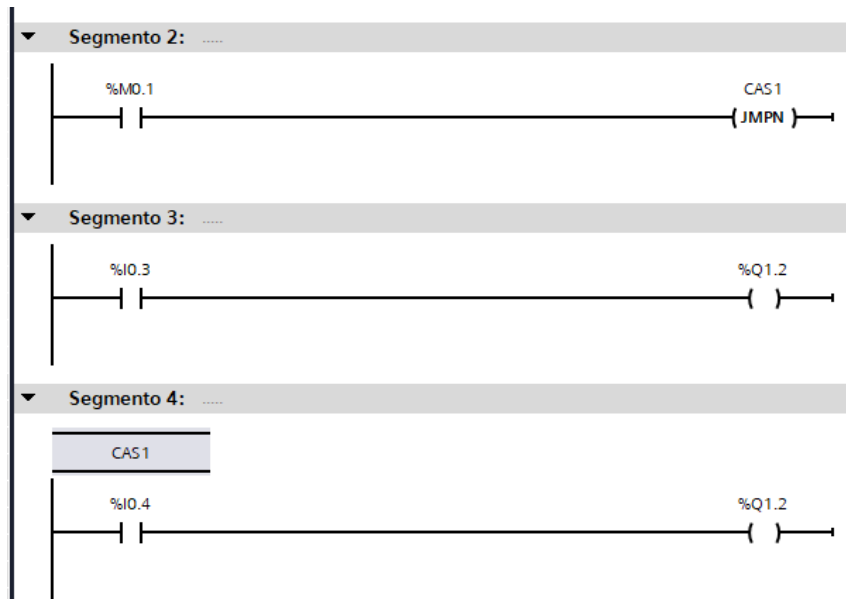 Segmento 2: .....
%M0.1 CAS1
JMPN
Segmento 3: .....
%I0.3 %Q1.2
Segmento 4: .....
CAS1
%I0.4 %Q1.2